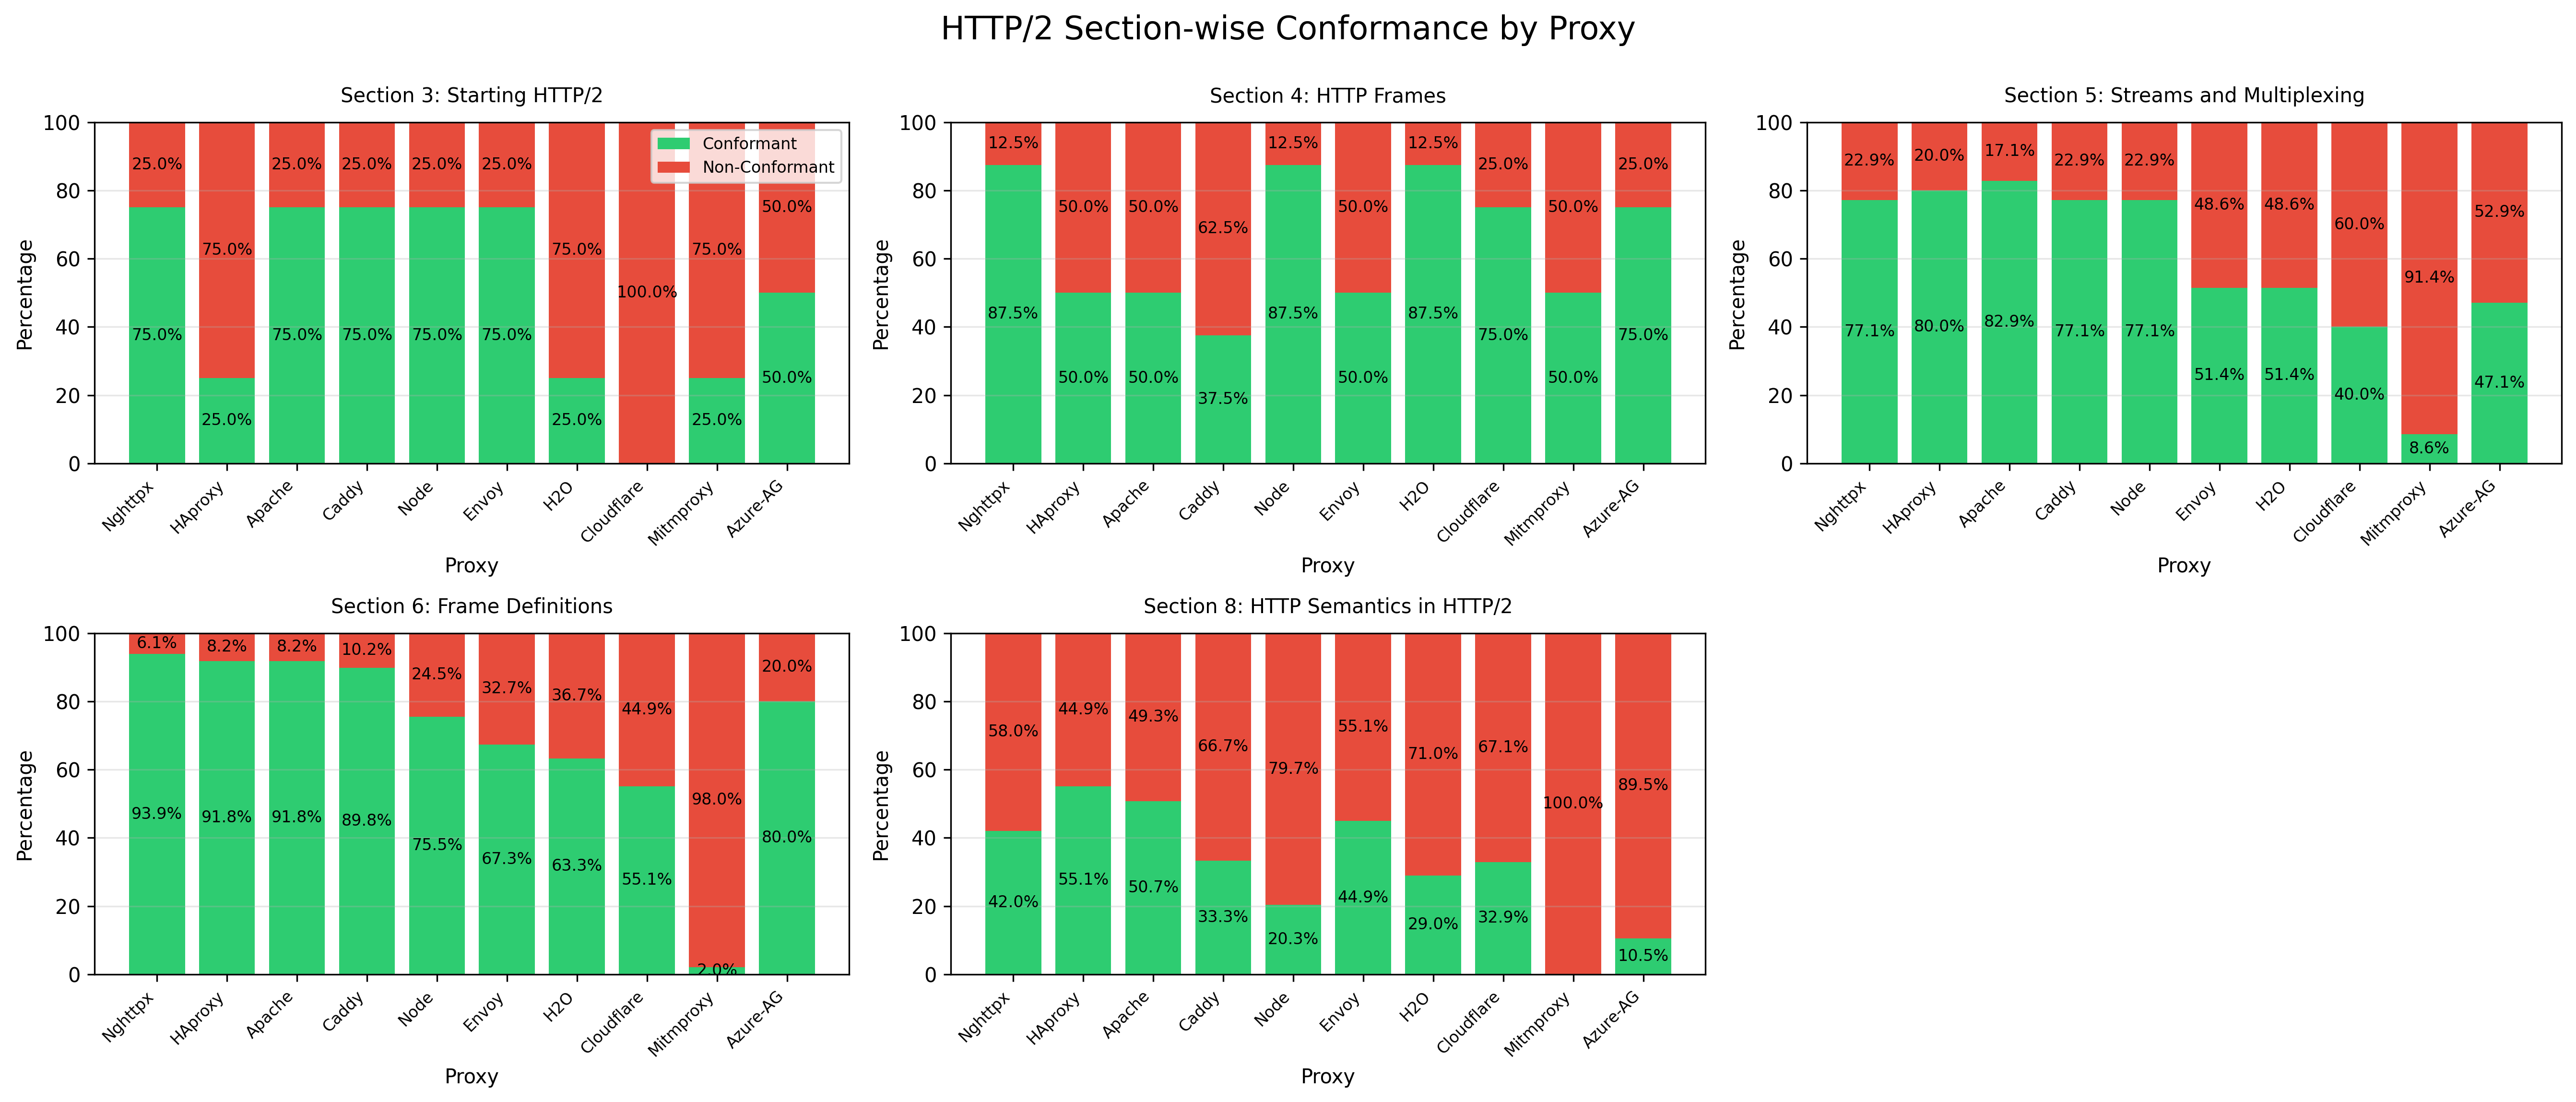 HTTP/2 Section-wise Conformance by Proxy
Section 3: Starting HTTP/2
Percentage
100
80
60
40
20
0
Conformant
Non-Conformant
25.0% 75.0% 25.0% 25.0% 25.0% 25.0% 75.0% 100.0% 75.0% 50.0%
75.0% 25.0% 75.0% 75.0% 75.0% 75.0% 25.0% 25.0% 50.0%
Nghttpx HAproxy Apache Caddy Node Envoy H2O Cloudflare Mitmproxy Azure-AG
Proxy
Section 4: HTTP Frames
Percentage
100
80
60
40
20
0
12.5% 50.0% 50.0% 62.5% 12.5% 50.0% 12.5% 25.0% 50.0% 25.0%
87.5% 50.0% 50.0% 37.5% 87.5% 50.0% 87.5% 75.0% 50.0% 75.0%
Nghttpx HAproxy Apache Caddy Node Envoy H2O Cloudflare Mitmproxy Azure-AG
Proxy
Section 5: Streams and Multiplexing
Percentage
100
80
60
40
20
0
22.9% 20.0% 17.1% 22.9% 22.9% 48.6% 48.6% 60.0% 91.4% 52.9%
77.1% 80.0% 82.9% 77.1% 77.1% 51.4% 51.4% 40.0% 8.6% 47.1%
Nghttpx HAproxy Apache Caddy Node Envoy H2O Cloudflare Mitmproxy Azure-AG
Proxy
Section 6: Frame Definitions
Percentage
100
80
60
40
20
0
6.1% 8.2% 8.2% 10.2% 24.5% 32.7% 36.7% 44.9% 98.0% 20.0%
93.9% 91.8% 91.8% 89.8% 75.5% 67.3% 63.3% 55.1% 2.0% 80.0%
Nghttpx HAproxy Apache Caddy Node Envoy H2O Cloudflare Mitmproxy Azure-AG
Proxy
Section 8: HTTP Semantics in HTTP/2
Percentage
100
80
60
40
20
0
58.0% 44.9% 49.3% 66.7% 79.7% 55.1% 71.0% 67.1% 100.0% 89.5%
42.0% 55.1% 50.7% 33.3% 20.3% 44.9% 29.0% 32.9% 10.5%
Nghttpx HAproxy Apache Caddy Node Envoy H2O Cloudflare Mitmproxy Azure-AG
Proxy